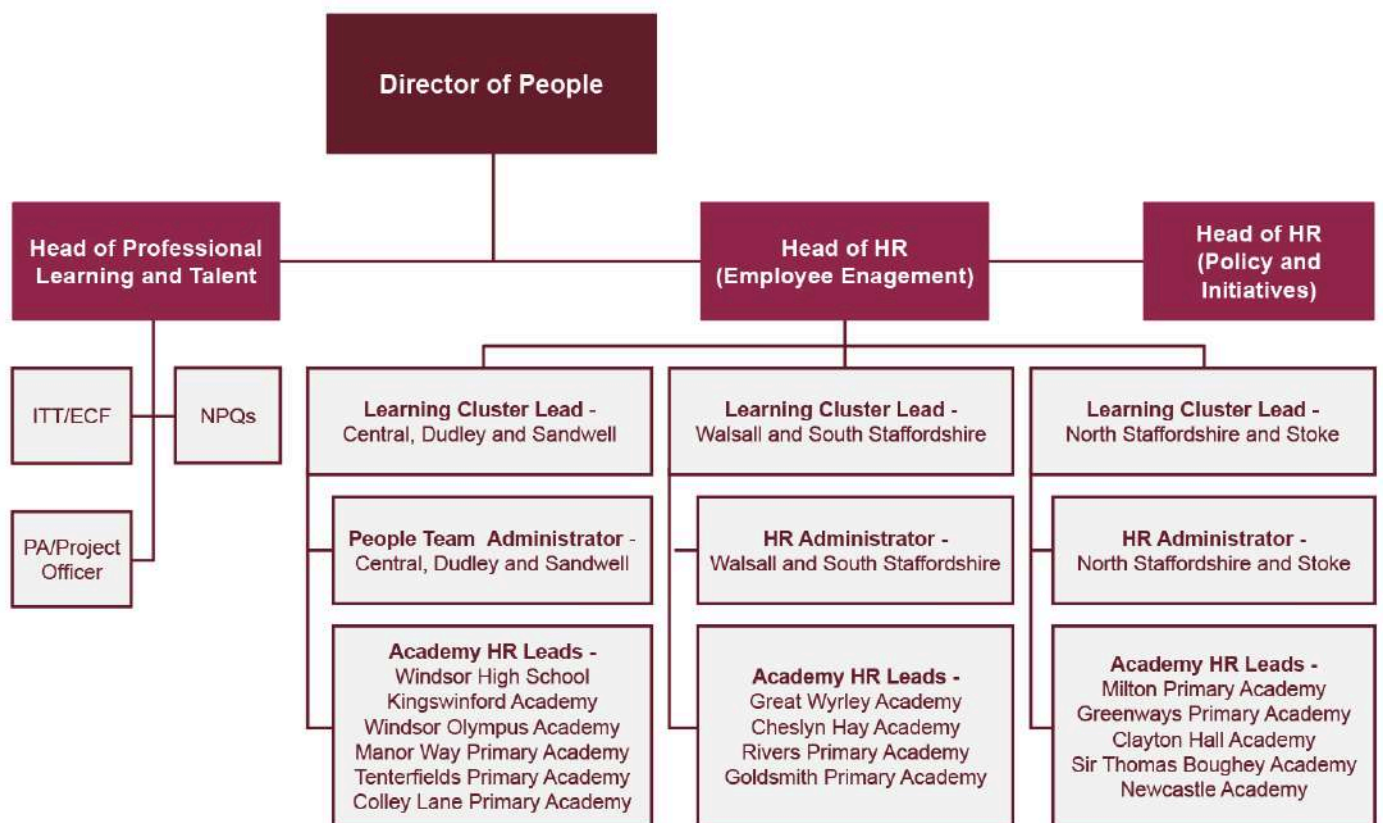 Director of People
Head of Professional
Learning and Talent
Head of HR
(Employee Enagement)
Head of HR
(Policy and
Initiatives)
ITT/ECF
NPQs
PA/Project
Officer
Learning Cluster Lead -
Central, Dudley and Sandwell
People Team Administrator -
Central, Dudley and Sandwell
Academy HR Leads -
Windsor High School
Kingswinford Academy
Windsor Olympus Academy
Manor Way Primary Academy
Tenterfields Primary Academy
Colley Lane Primary Academy
Learning Cluster Lead -
Walsall and South Staffordshire
HR Administrator -
Walsall and South Staffordshire
Academy HR Leads -
Great Wyrley Academy
Cheslyn Hay Academy
Rivers Primary Academy
Goldsmith Primary Academy
Learning Cluster Lead -
North Staffordshire and Stoke
HR Administrator -
North Staffordshire and Stoke
Academy HR Leads -
Milton Primary Academy
Greenways Primary Academy
Clayton Hall Academy
Sir Thomas Boughey Academy
Newcastle Academy